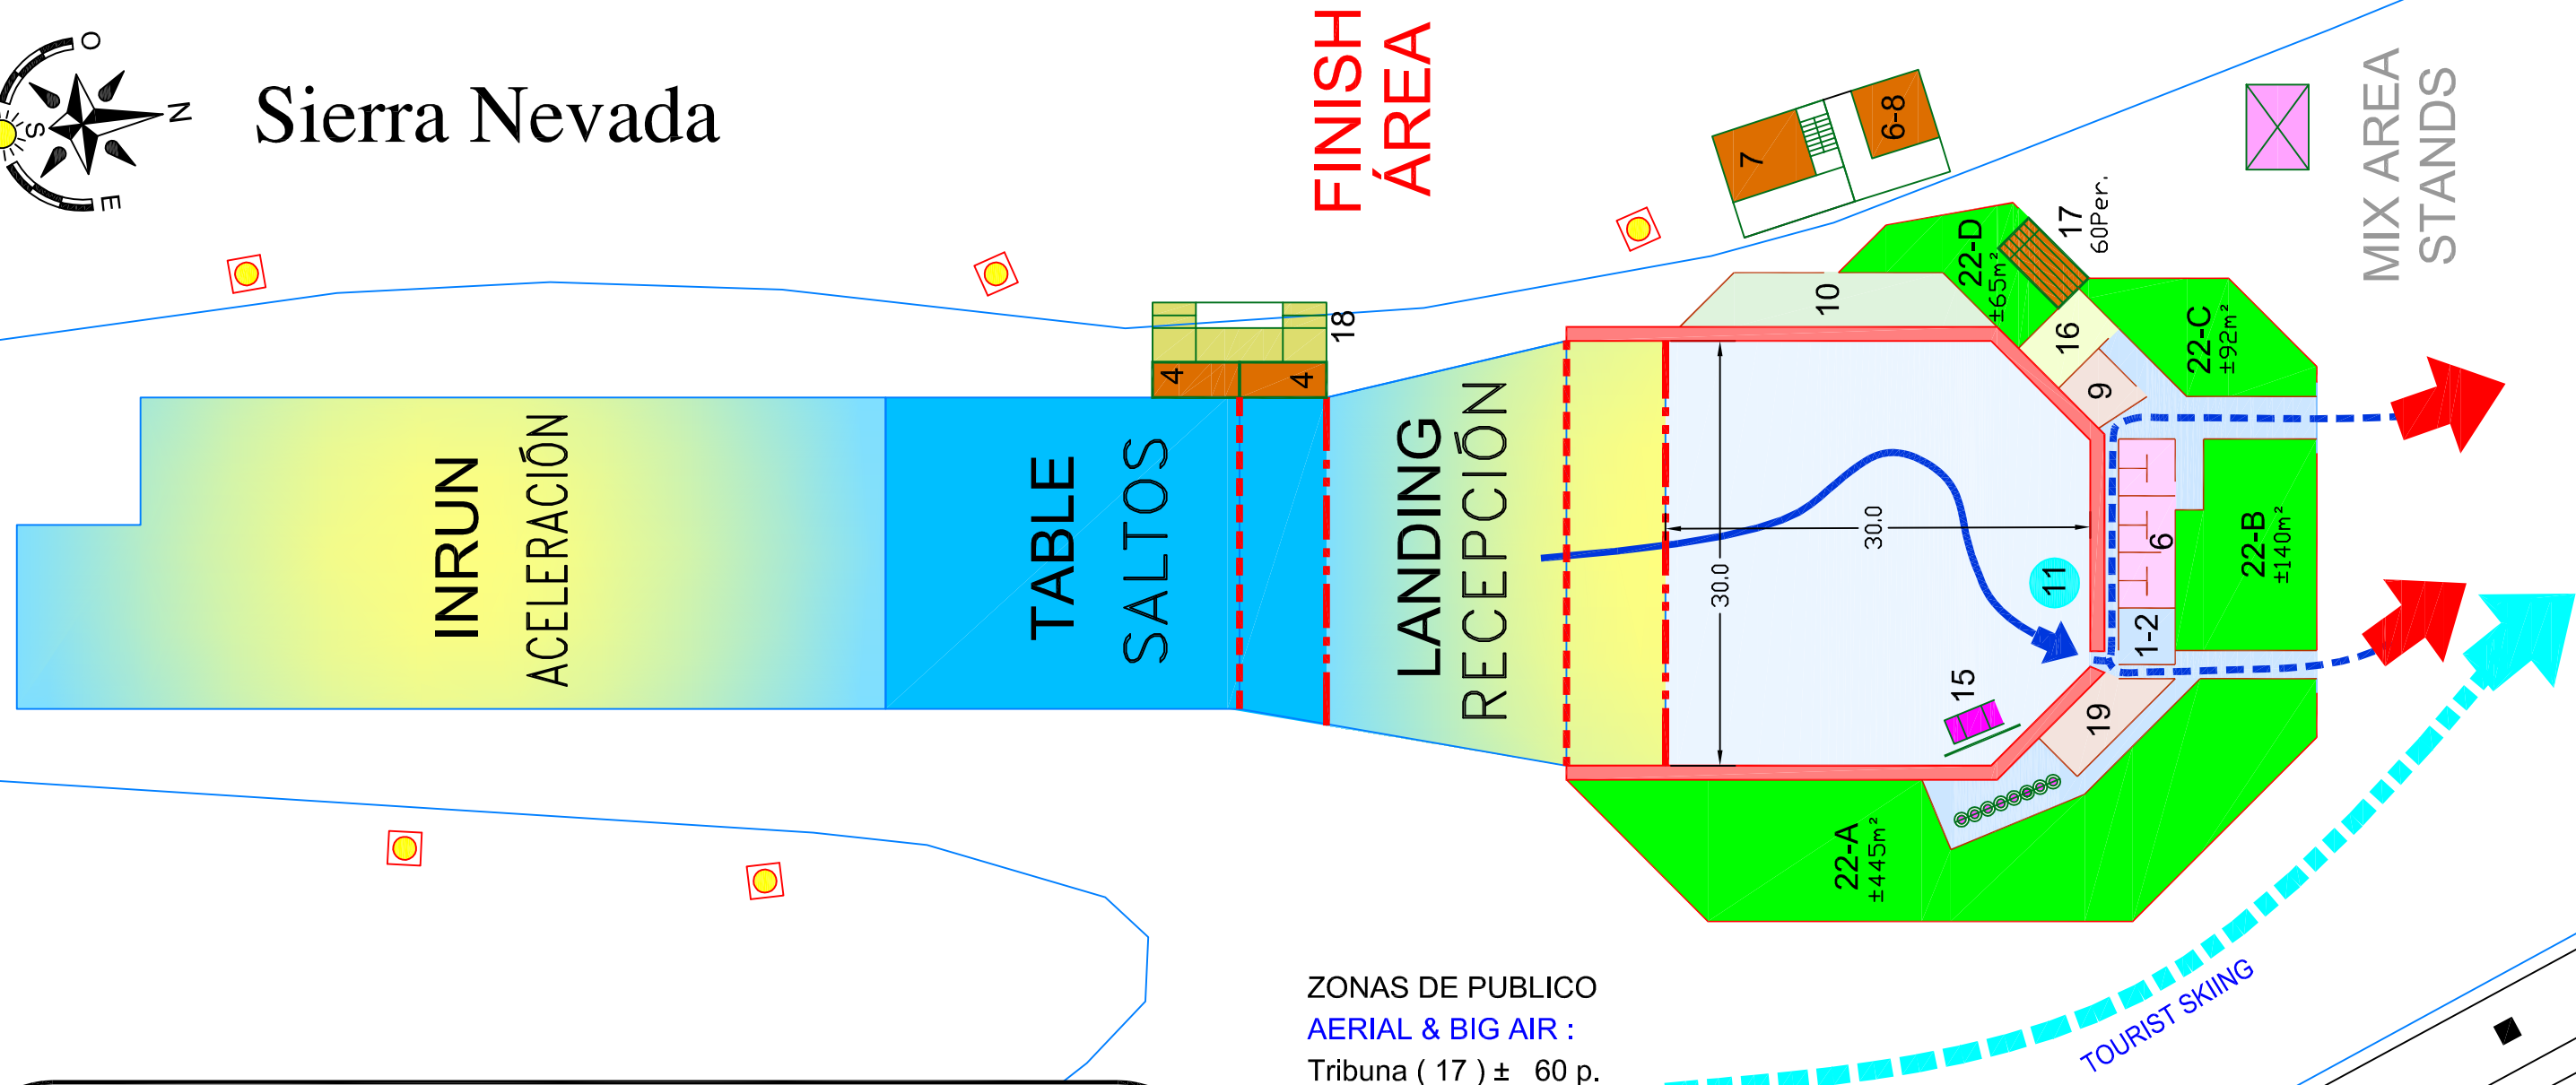 O
N
S
E
Sierra Nevada
FINISH
ÁREA
MIX AREA
STANDS
7
6-8
17
60Per.
22-D
±65m²
10
16
22-C
±92m²
9
18
4
4
INRUN
ACELERACIÓN
TABLE
SALTOS
LANDING
RECEPCIÓN
30.0
30.0
11
6
22-B
±140m²
1-2
15
19
22-A
±445m²
ZONAS DE PUBLICO
AERIAL & BIG AIR :
Tribuna ( 17 ) ± 60 p.
TOURIST SKIING